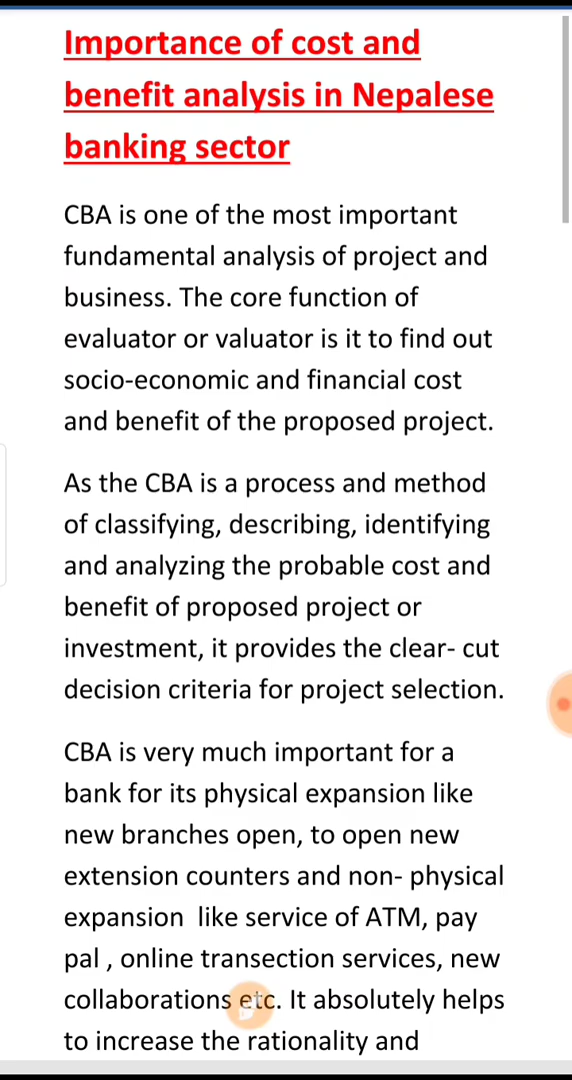 Importance of cost and
benefit analysis in Nepalese
banking sector
CBA is one of the most important
fundamental analysis of project and
business. The core function of
evaluator or valuator is it to find out
socio-economic and financial cost
and benefit of the proposed project.
As the CBA is a process and method
of classifying, describing, identifying
and analyzing the probable cost and
benefit of proposed project or
investment, it provides the clear- cut
decision criteria for project selection.
CBA is very much important for a
bank for its physical expansion like
new branches open, to open new
extension counters and non- physical
expansion  like service of ATM, pay
pal , online transection services, new
collaborations etc. It absolutely helps
to increase the rationality and